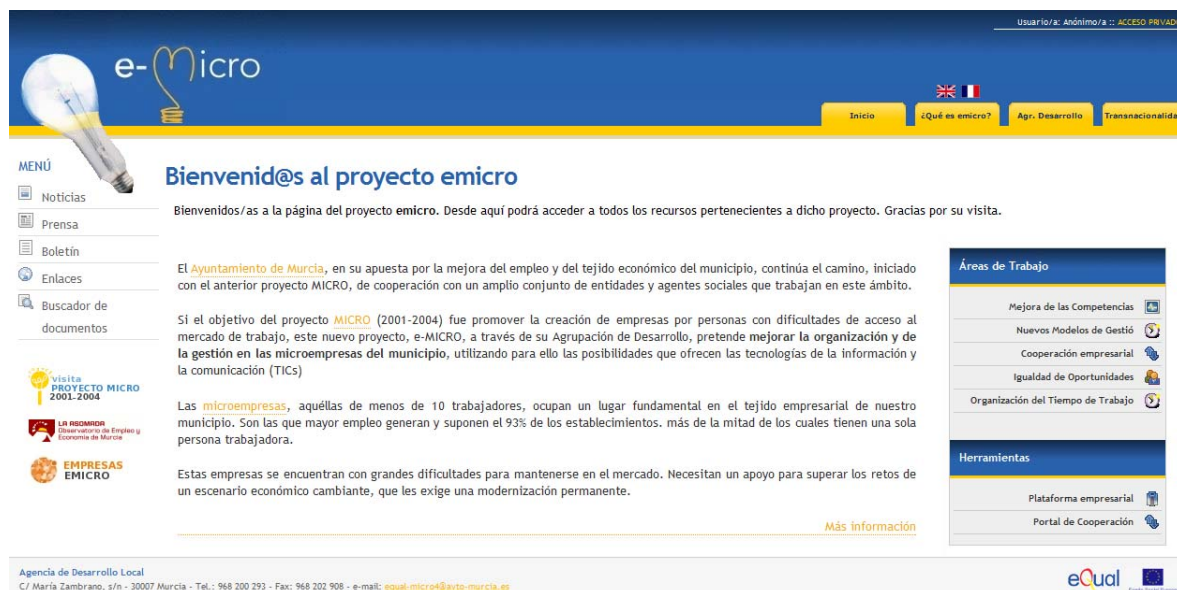 Usuario/a: Anónimo/a :: ACCESO PRIVAD
e-Micro
Inicio
¿Qué es emicro?
Agr. Desarrollo
Transnacionalida
MENÚ
Noticias
Prensa
Boletín
Enlaces
Buscador de
documentos
visita
PROYECTO MICRO
2001-2004
LA ASOMADA
Observatorio de Empleo y
Economía de Murcia
EMPRESAS
EMICRO
Bienvenid@s al proyecto emicro
Bienvenidos/as a la página del proyecto emicro. Desde aquí podrá acceder a todos los recursos pertenecientes a dicho proyecto. Gracias por su visita.
El Ayuntamiento de Murcia, en su apuesta por la mejora del empleo y del tejido económico del municipio, continúa el camino, iniciado
con el anterior proyecto MICRO, de cooperación con un amplio conjunto de entidades y agentes sociales que trabajan en este ámbito.
Si el objetivo del proyecto MICRO (2001-2004) fue promover la creación de empresas por personas con dificultades de acceso al
mercado de trabajo, este nuevo proyecto, e-MICRO, a través de su Agrupación de Desarrollo, pretende mejorar la organización y de
la gestión en las microempresas del municipio, utilizando para ello las posibilidades que ofrecen las tecnologías de la información y
la comunicación (TICs)
Las microempresas, aquéllas de menos de 10 trabajadores, ocupan un lugar fundamental en el tejido empresarial de nuestro
municipio. Son las que mayor empleo generan y suponen el 93% de los establecimientos. más de la mitad de los cuales tienen una sola
persona trabajadora.
Estas empresas se encuentran con grandes dificultades para mantenerse en el mercado. Necesitan un apoyo para superar los retos de
un escenario económico cambiante, que les exige una modernización permanente.
Más información
Áreas de Trabajo
Mejora de las Competencias
Nuevos Modelos de Gestió
Cooperación empresarial
Igualdad de Oportunidades
Organización del Tiempo de Trabajo
Herramientas
Plataforma empresarial
Portal de Cooperación
Agencia de Desarrollo Local
C/ María Zambrano, s/n - 30007 Murcia - Tel.: 968 200 293 - Fax: 968 202 908 - e-mail: equal-micro4@ayto-murcia.es
eQual